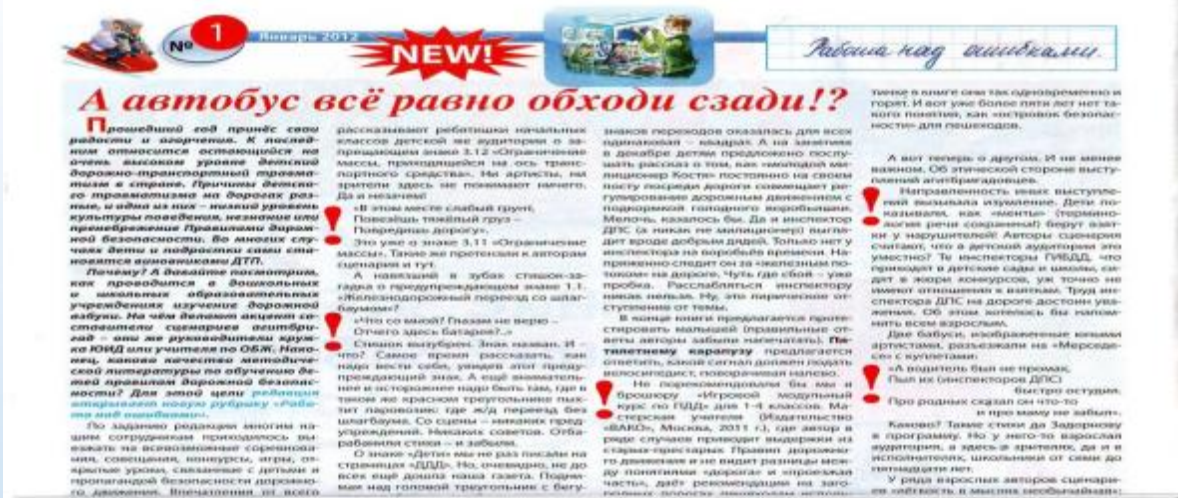 № 1
Январь 2012
NEW!
Работа над ошибками.
А автобус всё равно обходи сзади!?
Прошедший год принёс свои
радости и огорчения. К послед-
ним относится остающийся на
очень высоком уровне детский
дорожно-транспортный травма-
тизм в стране. Причины детско-
го травматизма на дорогах раз-
ные, и одна из них – низкий уровень
культуры поведения, незнание или
пренебрежение Правилами дорож-
ной безопасности. Во многих слу-
чаях дети и подростки сами ста-
новятся виновниками ДТП.
Почему? А давайте посмотрим,
как проводится в дошкольных
и школьных образовательных
учреждениях изучение дорожной
азбуки. На чём делают акцент со-
ставители сценариев агитбри-
гад – они же руководители круж-
ка ЮИД или учителя по ОБЖ. Нако-
нец, каково качество методиче-
ской литературы по обучению де-
тей правилам дорожной безопас-
ности? Для этой цели редакция
открывает новую рубрику «Рабо-
та над ошибками».
По заданию редакции многим на-
шим сотрудникам приходилось вы-
езжать на всевозможные соревнова-
ния, совещания, конкурсы, игры, от-
крытые уроки, связанные с детьми и
пропагандой безопасности дорожно-
го движения. Впечатления от всего
рассказывают ребятишки начальных
классов детской же аудитории о за-
прещающем знаке 3.12 «Ограничение
массы, приходящейся на ось транс-
портного средства». Ни артисты, ни
зрители здесь не понимают ничего.
Да и незачем!
«В этом месте слабый грунт,
Повезёшь тяжёлый груз –
Повредишь дорогу».
Это уже о знаке 3.11 «Ограничение
массы». Такие же претензии к авторам
сценария и тут.
А навязший в зубах стишок-за-
гадка о предупреждающем знаке 1.1.
«Железнодорожный переезд со шлаг-
баумом»?
«Что со мной? Глазам не верю –
Отчего здесь батарея?..»
Стишок вызубрен. Знак назван. И –
что? Самое время рассказать, как
надо вести себя, увидев этот преду-
преждающий знак. А ещё вниматель-
нее и осторожнее надо быть там, где в
таком же красном треугольнике пых-
тит паровозик: где ж/д переезд без
шлагбаума. Со сцены – никаких пред-
упреждений. Никаких советов. Отба-
рабанили стихи – и забыли.
О знаке «Дети» мы не раз писали на
страницах «ДДД». Но, очевидно, не до
всех ещё дошла наша газета. Подни-
мая над головой треугольник с бегу-
знаков переходов оказалась для всех
одинаковая – квадрат. А на занятиях
в декабре детям предложено послу-
шать рассказ о том, как «молодой ми-
лиционер Костя» постоянно на своем
посту посреди дороги совмещает ре-
гулирование дорожным движением с
подкормкой голодного воробышка.
Мелочь, казалось бы. Да и инспектор
ДПС (а никак не милиционер) выгля-
дит вроде добрым дядей. Только нет у
инспектора на воробьёв времени. На-
пряженно следит он за «железным по-
током» на дороге. Чуть где сбой – уже
пробка. Расслабляться инспектору
никак нельзя. Ну, это лирическое от-
ступление от темы.
В конце книги предлагается проте-
стировать малышей (правильные от-
веты авторы забыли напечатать). Пя-
тилетнему карапузу предлагается
ответить, какой сигнал должен подать
велосипедист, поворачивая налево.
Не порекомендовали бы мы и
брошюру «Игровой модульный
курс по ПДД» для 1-4 классов. Ма-
стерская учителя (Издательство
«ВАКО», Москва, 2011 г.), где автор в
ряде случаев приводит выдержки из
старых-престарых Правил дорожно-
го движения и не видит разницы меж-
ду понятиями «дорога» и «проезжая
часть», даёт рекомендации на заго-
тинке в книге они так одновременно и
горят. И вот уже более пяти лет нет та-
кого понятия, как «островок безопас-
ности» для пешеходов.
А вот теперь о другом. И не менее
важном. Об этической стороне высту-
плений агитбригадовцев.
Направленность иных выступле-
ний вызывала изумление. Дети по-
казывали, как «менты» (термино-
логия речи сохранена!) берут взят-
ки у нарушителей! Авторы сценария
считают, что в детской аудитории это
уместно? Те инспекторы ГИБДД, что
приходят в детские сады и школы, си-
дят в жюри конкурсов, уж точно не
имеют отношения к взяткам. Труд ин-
спектора ДПС на дороге достоин ува-
жения. Об этом хотелось бы напом-
нить всем взрослым.
Две бабуси, изображенные юными
артистами, разъезжали на «Мерседе-
се» с куплетами:
«А водитель был не промах,
Пыл их (инспекторов ДПС)
быстро остудил.
Про родных сказал он что-то
и про маму не забыл».
Каково? Такие стихи да Задорнову
в программу. Но у него-то взрослая
аудитория, а здесь и зрители, да и
исполнители, школьники от семи до
пятнадцати лет.
У ряда взрослых авторов сценари-